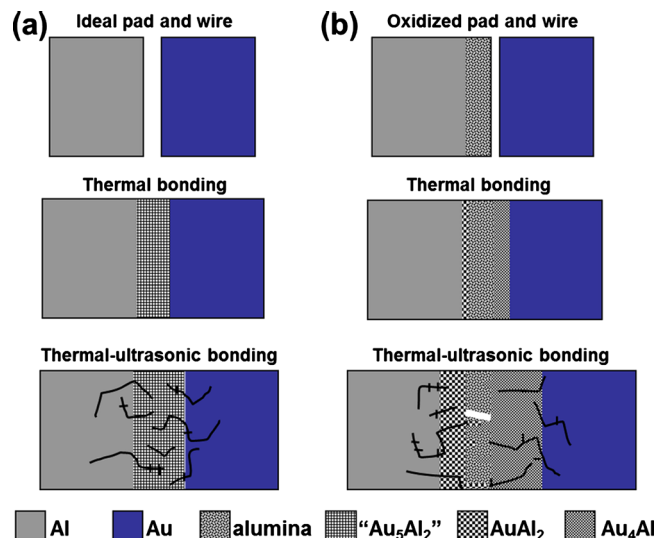 (a) Ideal pad and wire
(b) Oxidized pad and wire
Thermal bonding
Thermal bonding
Thermal-ultrasonic bonding
Thermal-ultrasonic bonding
Al Au alumina “Au₅Al₂” AuAl₂ Au₄Al